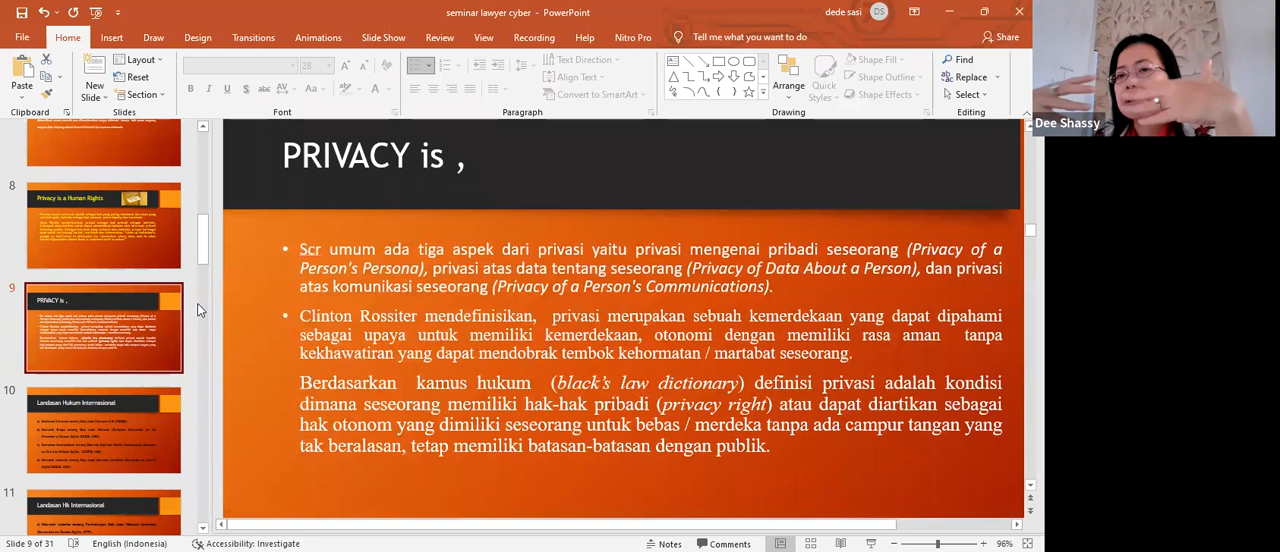 seminar lawyer cyber - PowerPoint
dede sasi
DS
File
Home
Insert
Draw
Design
Transitions
Animations
Slide Show
Review
View
Recording
Help
Nitro Pro
Tell me what you want to do
Share
Paste
New
Slide
Layout
Reset
Section
28
B
I
U
S
abc
AV
Aa
A
Text Direction
Align Text
Convert to SmartArt
Arrange
Quick
Styles
Shape Fill
Shape Outline
Shape Effects
Find
Replace
Select
Clipboard
Slides
Font
Paragraph
Drawing
Editing
Dee Shassy
8
Privacy is a Human Rights
9
PRIVACY is ,
10
Landasan Hukum Internasional
11
Landasan Hk Internasional
PRIVACY is ,
• Scr umum ada tiga aspek dari privasi yaitu privasi mengenai pribadi seseorang (Privacy of a
Person's Persona), privasi atas data tentang seseorang (Privacy of Data About a Person), dan privasi
atas komunikasi seseorang (Privacy of a Person's Communications).
• Clinton Rossiter mendefinisikan, privasi merupakan sebuah kemerdekaan yang dapat dipahami
sebagai upaya untuk memiliki kemerdekaan, otonomi dengan memiliki rasa aman tanpa
kekhawatiran yang dapat mendobrak tembok kehormatan / martabat seseorang.
Berdasarkan kamus hukum (black's law dictionary) definisi privasi adalah kondisi
dimana seseorang memiliki hak-hak pribadi (privacy right) atau dapat diartikan sebagai
hak otonom yang dimiliki seseorang untuk bebas / merdeka tanpa ada campur tangan yang
tak beralasan, tetap memiliki batasan-batasan dengan publik.
Slide 9 of 31
English (Indonesia)
Accessibility: Investigate
Notes
Comments
96%